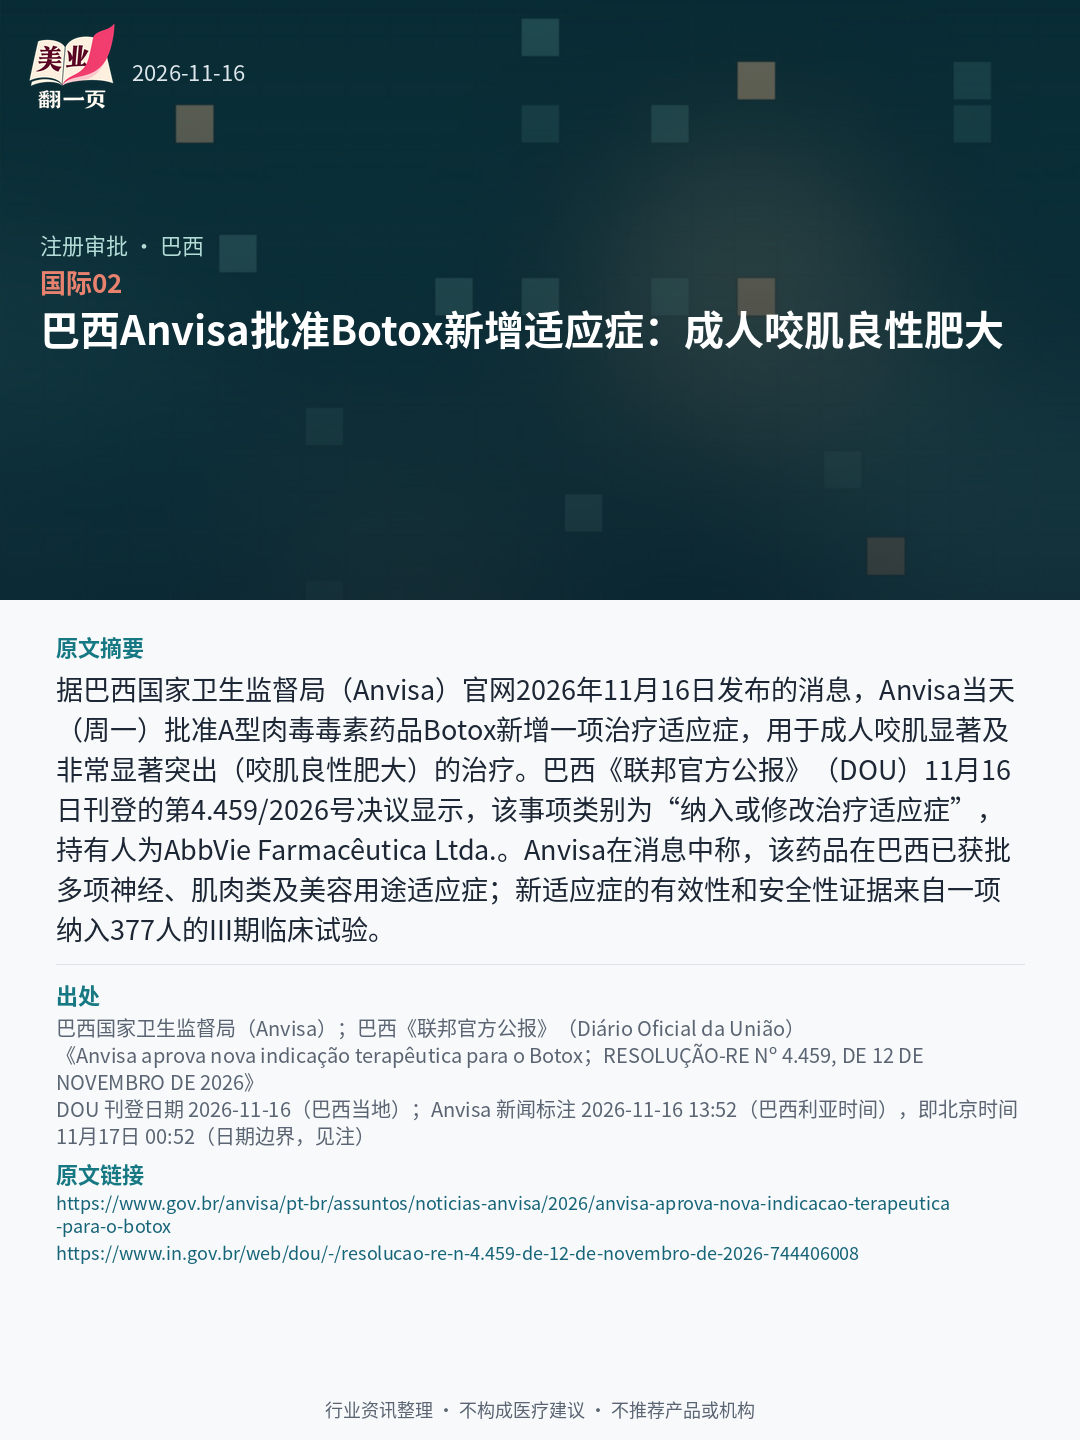 美业
翻一页
2026-11-16
注册审批 · 巴西
国际02
巴西Anvisa批准Botox新增适应症：成人咬肌良性肥大
原文摘要
据巴西国家卫生监督局（Anvisa）官网2026年11月16日发布的消息，Anvisa当天
（周一）批准A型肉毒毒素药品Botox新增一项治疗适应症，用于成人咬肌显著及
非常显著突出（咬肌良性肥大）的治疗。巴西《联邦官方公报》（DOU）11月16
日刊登的第4.459/2026号决议显示，该事项类别为“纳入或修改治疗适应症”，
持有人为AbbVie Farmacêutica Ltda.。Anvisa在消息中称，该药品在巴西已获批
多项神经、肌肉类及美容用途适应症；新适应症的有效性和安全性证据来自一项
纳入377人的III期临床试验。
出处
巴西国家卫生监督局（Anvisa）；巴西《联邦官方公报》（Diário Oficial da União）
《Anvisa aprova nova indicação terapêutica para o Botox；RESOLUÇÃO-RE Nº 4.459, DE 12 DE
NOVEMBRO DE 2026》
DOU 刊登日期 2026-11-16（巴西当地）；Anvisa 新闻标注 2026-11-16 13:52（巴西利亚时间），即北京时间
11月17日 00:52（日期边界，见注）
原文链接
https://www.gov.br/anvisa/pt-br/assuntos/noticias-anvisa/2026/anvisa-aprova-nova-indicacao-terapeutica
-para-o-botox
https://www.in.gov.br/web/dou/-/resolucao-re-n-4.459-de-12-de-novembro-de-2026-744406008
行业资讯整理 · 不构成医疗建议 · 不推荐产品或机构